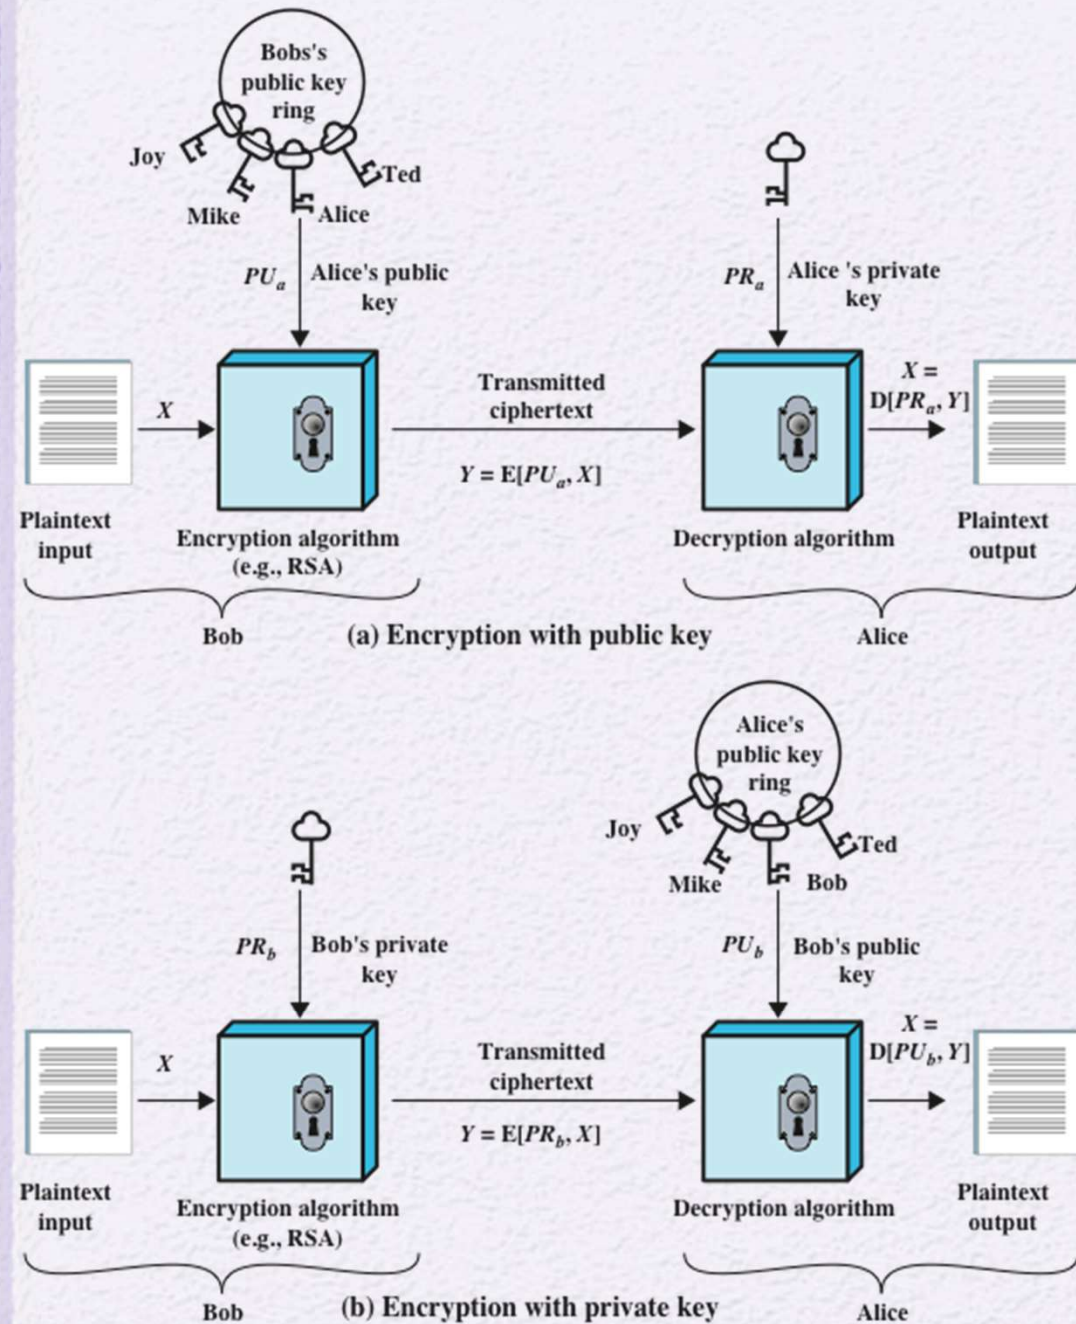 Bobs's
public key
ring
Joy
Ted
Mike
Alice
PUa
Alice's public
key
PRa
Alice 's private
key
X
Transmitted
ciphertext
X =
D[PRa, Y]
Y = E[PUa, X]
Plaintext
input
Encryption algorithm
(e.g., RSA)
Decryption algorithm
Plaintext
output
Bob
(a) Encryption with public key
Alice
Alice's
public key
ring
Joy
Ted
Mike
Bob
PRb
Bob's private
key
PUb
Bob's public
key
X
Transmitted
ciphertext
X =
D[PUb, Y]
Y = E[PRb, X]
Plaintext
input
Encryption algorithm
(e.g., RSA)
Decryption algorithm
Plaintext
output
Bob
(b) Encryption with private key
Alice